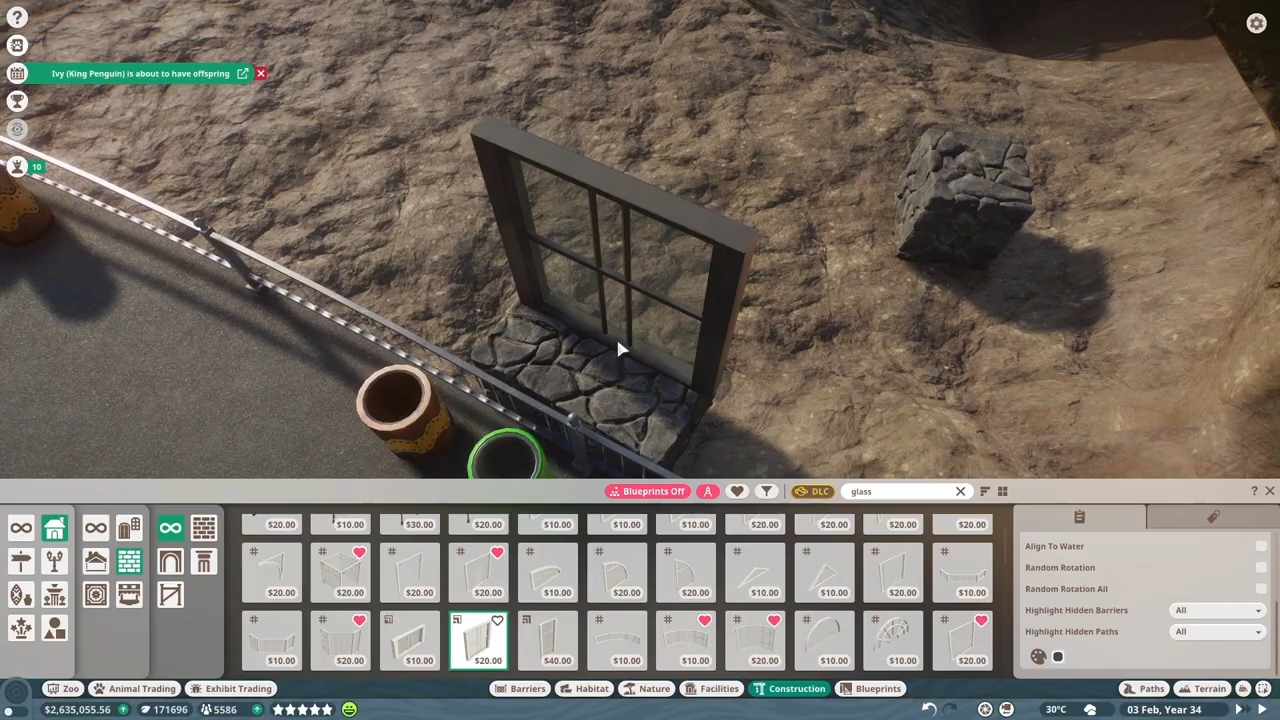 Ivy (King Penguin) is about to have offspring
10
Blueprints Off
DLC
glass
$20.00 $10.00 $30.00 $20.00 $10.00 $10.00 $10.00 $20.00 $20.00 $20.00 $20.00
$20.00 $20.00 $20.00 $20.00 $10.00 $20.00 $20.00 $10.00 $10.00 $20.00 $10.00
$10.00 $20.00 $10.00 $20.00 $40.00 $10.00 $10.00 $20.00 $10.00 $10.00 $20.00
Align To Water
Random Rotation
Random Rotation All
Highlight Hidden Barriers All
Highlight Hidden Paths All
Zoo Animal Trading Exhibit Trading Barriers Habitat Nature Facilities Construction Blueprints Paths Terrain
$2,635,055.56 171696 5586 30°C 03 Feb, Year 34